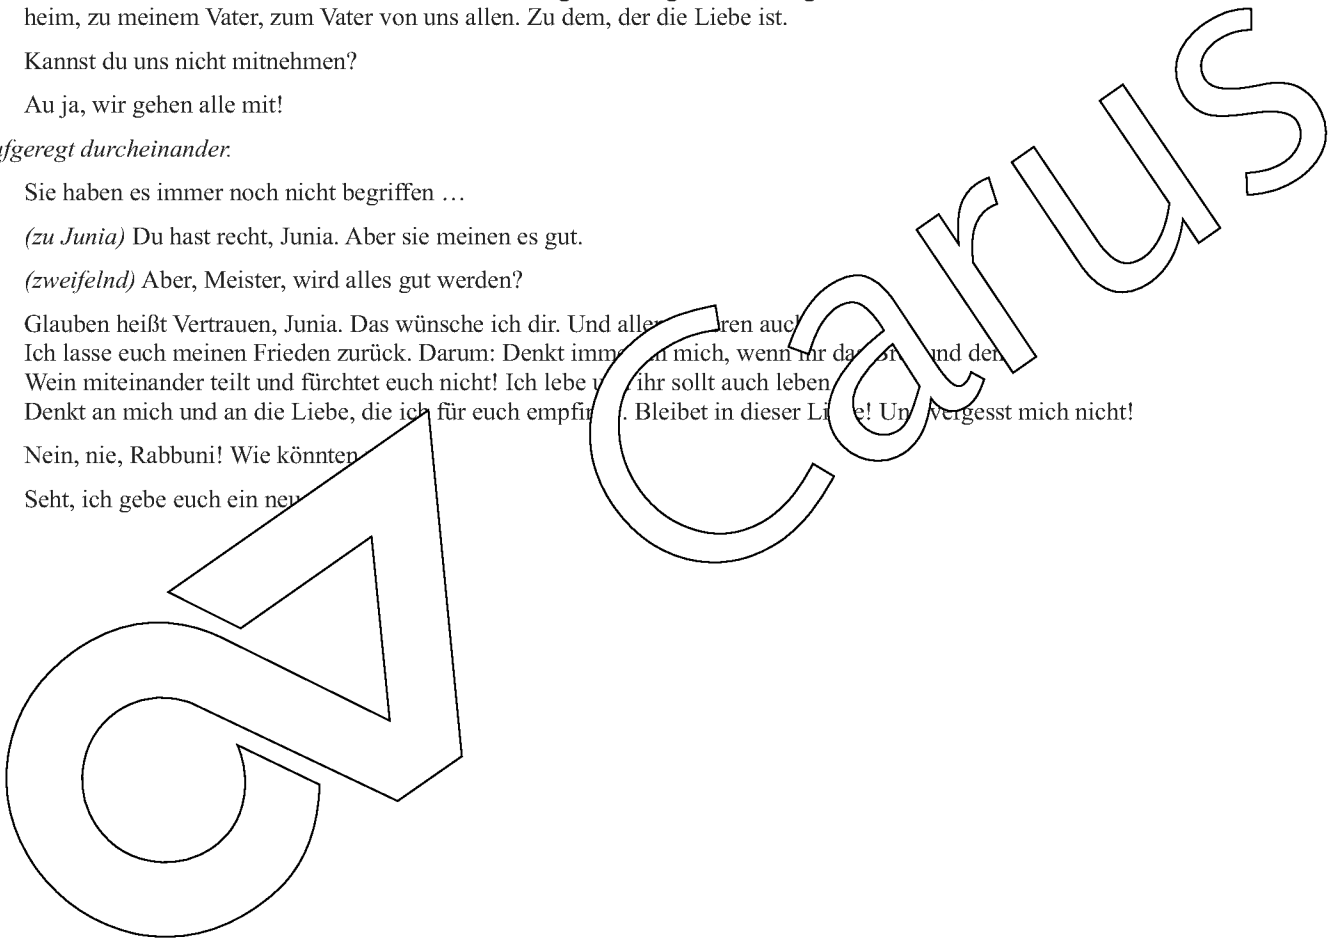 heim, zu meinem Vater, zum Vater von uns allen. Zu dem, der die Liebe ist.
Kannst du uns nicht mitnehmen?
Au ja, wir gehen alle mit!
fgeregt durcheinander.
Sie haben es immer noch nicht begriffen …
(zu Junia) Du hast recht, Junia. Aber sie meinen es gut.
(zweifelnd) Aber, Meister, wird alles gut werden?
Glauben heißt Vertrauen, Junia. Das wünsche ich dir. Und
Ich lasse euch meinen Frieden zurück. Darum: Denkt mich, wenn ihr und
Wein miteinander teilt und fürchtet euch nicht! Ich lebe ihr sollt auch leben
Denkt an mich und an die Liebe, die ich für euch Bleibet in dieser vergesst mich nicht!
Nein, nie, Rabbuni! Wie könnten
Seht, ich gebe euch ein
Carus